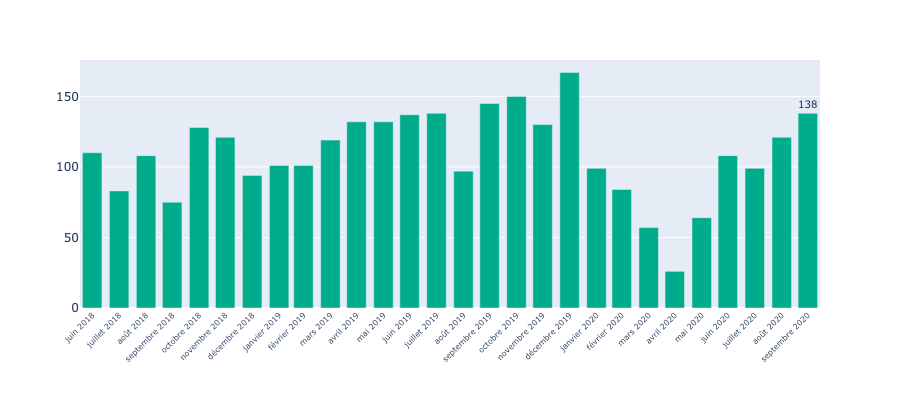 138
150
100
50
0
juin 2018
juillet 2018
août 2018
septembre 2018
octobre 2018
novembre 2018
décembre 2018
janvier 2019
février 2019
mars 2019
avril 2019
mai 2019
juin 2019
juillet 2019
août 2019
septembre 2019
octobre 2019
novembre 2019
décembre 2019
janvier 2020
février 2020
mars 2020
avril 2020
mai 2020
juin 2020
juillet 2020
août 2020
septembre 2020